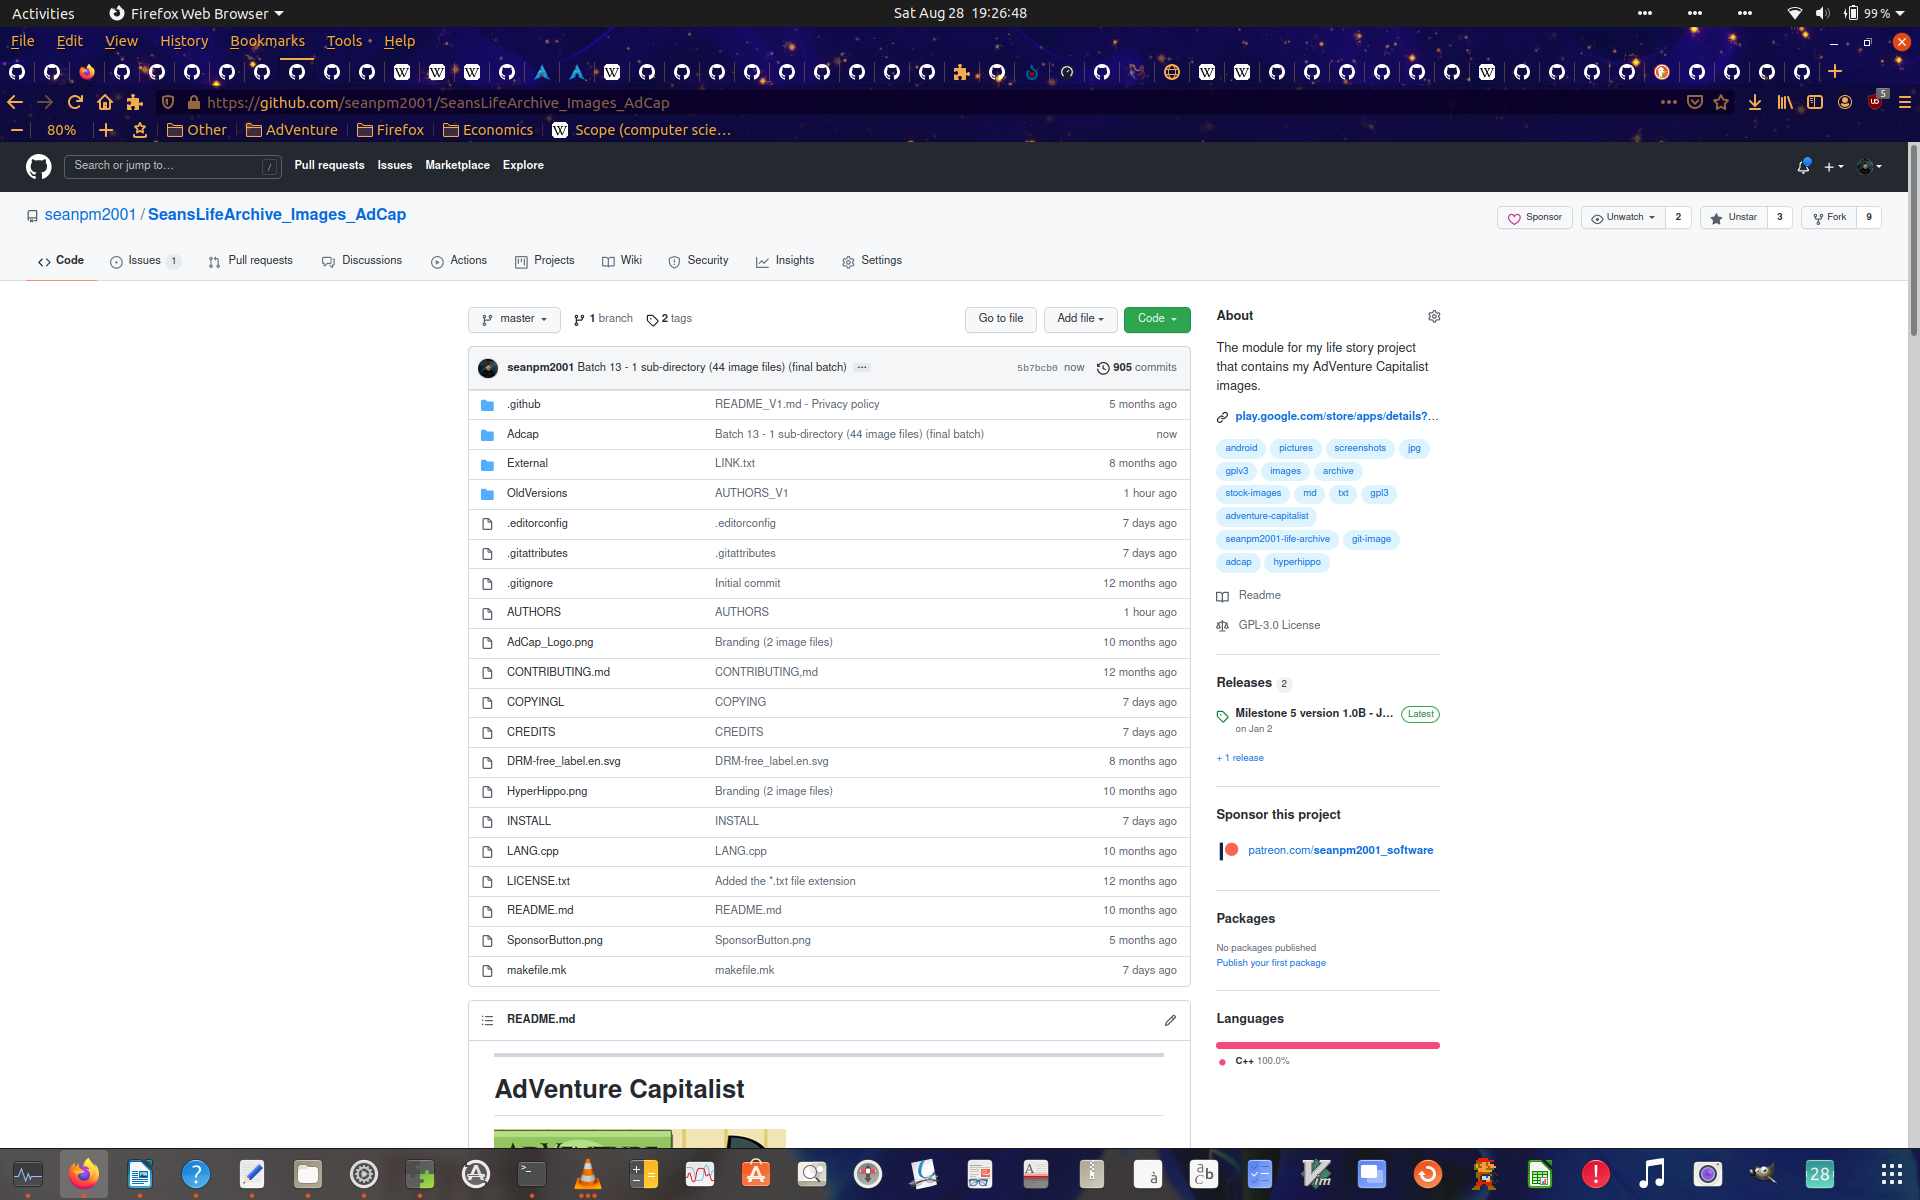 Activities Firefox Web Browser Sat Aug 28 19:26:48 99 %
File Edit View History Bookmarks Tools Help
https://github.com/seanpm2001/SeansLifeArchive_Images_AdCap 5
80% Other AdVenture Firefox Economics Scope (computer scie…
Search or jump to… / Pull requests Issues Marketplace Explore
seanpm2001 / SeansLifeArchive_Images_AdCap Sponsor Unwatch 2 Unstar 3 Fork 9
Code Issues 1 Pull requests Discussions Actions Projects Wiki Security Insights Settings
master 1 branch 2 tags Go to file Add file Code
seanpm2001 Batch 13 - 1 sub-directory (44 image files) (final batch) ... 5b7bcb0 now 905 commits
.github README_V1.md - Privacy policy 5 months ago
Adcap Batch 13 - 1 sub-directory (44 image files) (final batch) now
External LINK.txt 8 months ago
OldVersions AUTHORS_V1 1 hour ago
.editorconfig .editorconfig 7 days ago
.gitattributes .gitattributes 7 days ago
.gitignore Initial commit 12 months ago
AUTHORS AUTHORS 1 hour ago
AdCap_Logo.png Branding (2 image files) 10 months ago
CONTRIBUTING.md CONTRIBUTING,md 12 months ago
COPYINGL COPYING 7 days ago
CREDITS CREDITS 7 days ago
DRM-free_label.en.svg DRM-free_label.en.svg 8 months ago
HyperHippo.png Branding (2 image files) 10 months ago
INSTALL INSTALL 7 days ago
LANG.cpp LANG.cpp 10 months ago
LICENSE.txt Added the *.txt file extension 12 months ago
README.md README.md 10 months ago
SponsorButton.png SponsorButton.png 5 months ago
makefile.mk makefile.mk 7 days ago
README.md
AdVenture Capitalist
ADVENTURE
About
The module for my life story project
that contains my AdVenture Capitalist
images.
play.google.com/store/apps/details?…
android pictures screenshots jpg
gplv3 images archive
stock-images md txt gpl3
adventure-capitalist
seanpm2001-life-archive git-image
adcap hyperhippo
Readme
GPL-3.0 License
Releases 2
Milestone 5 version 1.0B - J… Latest
on Jan 2
+ 1 release
Sponsor this project
patreon.com/seanpm2001_software
Packages
No packages published
Publish your first package
Languages
C++ 100.0%
28